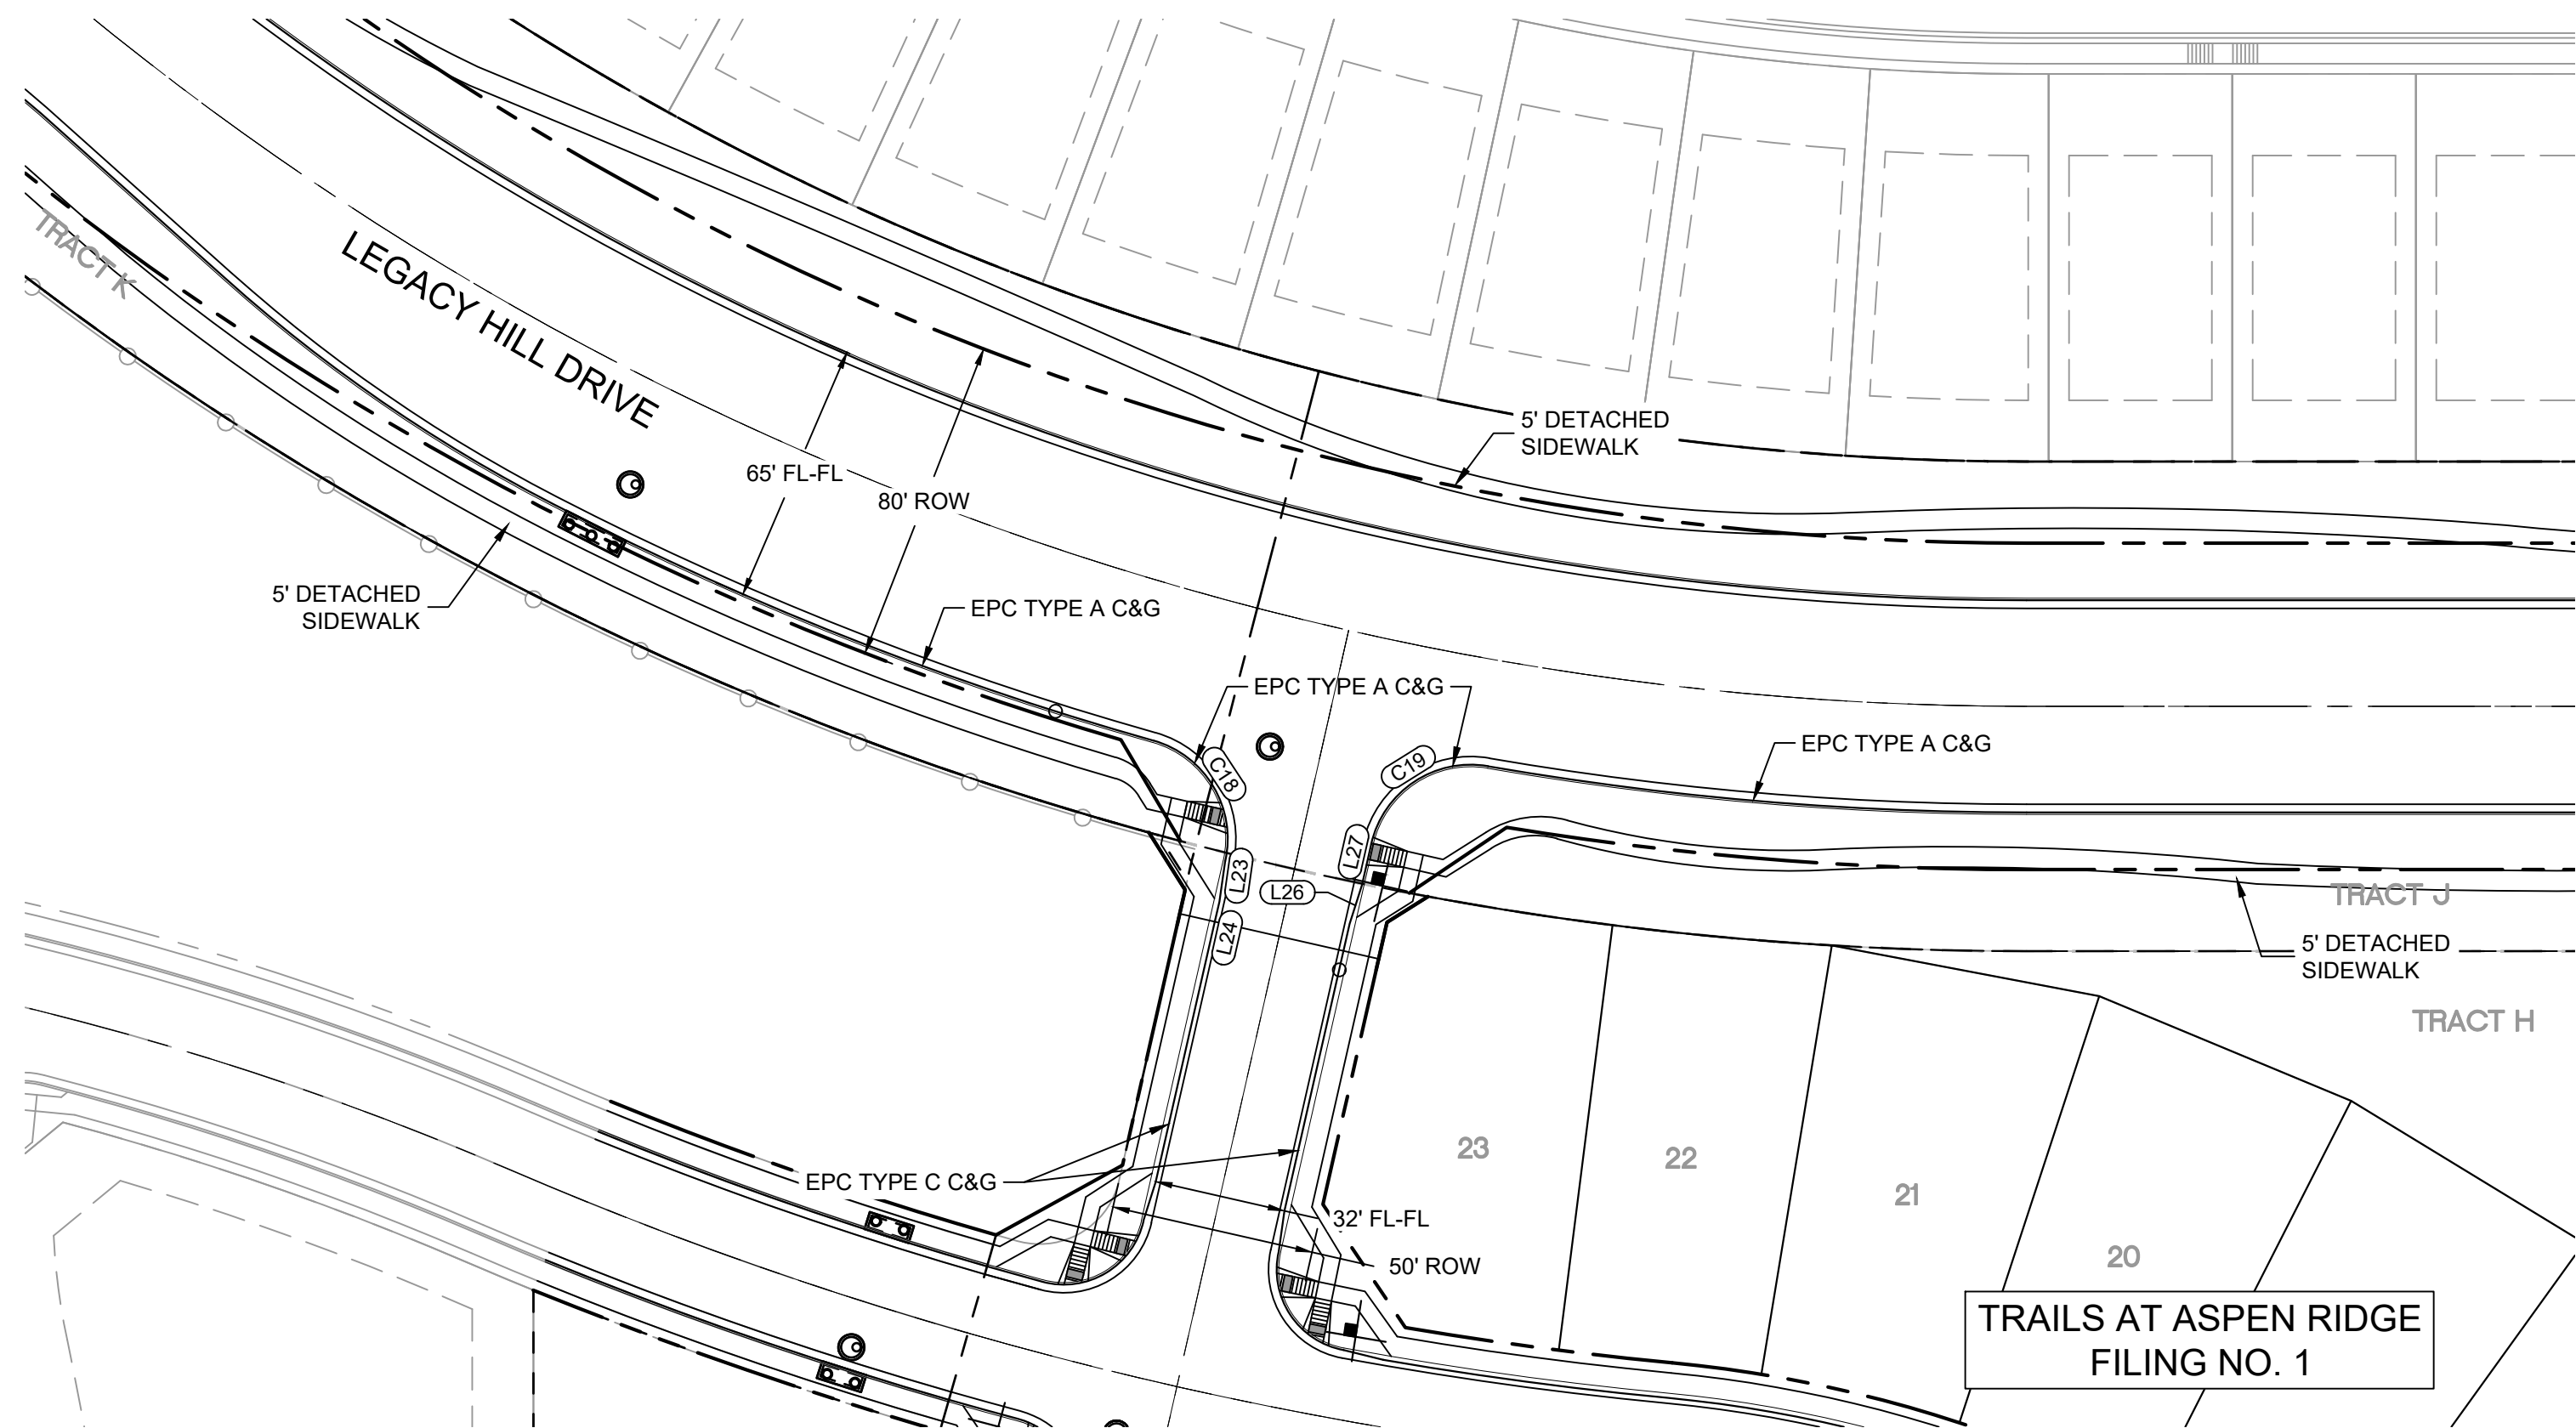 TRACT K
LEGACY HILL DRIVE
5' DETACHED
SIDEWALK
65' FL-FL
80' ROW
5' DETACHED
SIDEWALK
EPC TYPE A C&G
EPC TYPE A C&G
EPC TYPE A C&G
C18
C19
L27
L23
L26
L24
TRACT J
5' DETACHED
SIDEWALK
TRACT H
23
22
21
20
EPC TYPE C C&G
32' FL-FL
50' ROW
TRAILS AT ASPEN RIDGE
FILING NO. 1